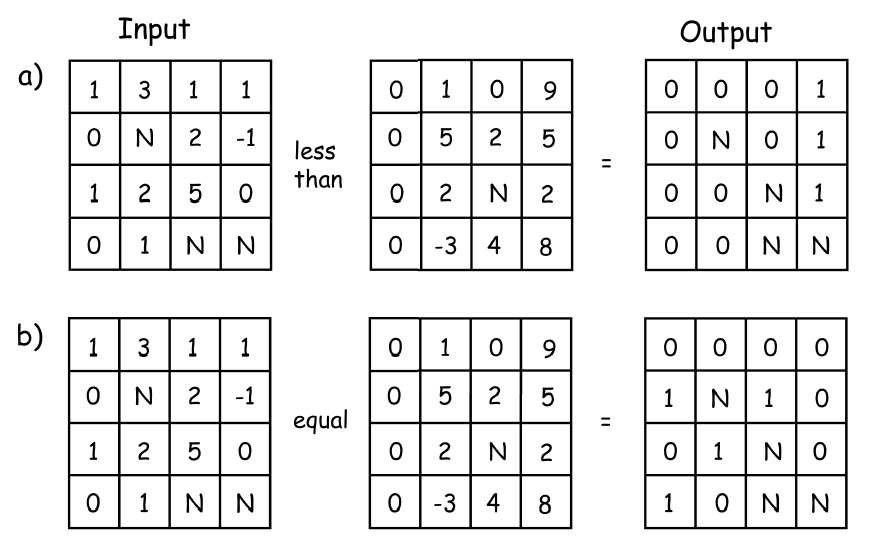 Input Output
a)
1 3 1 1 0 1 0 9 0 0 0 1
0 N 2 -1 0 5 2 5 0 N 0 1
less than =
1 2 5 0 0 2 N 2 0 0 N 1
0 1 N N 0 -3 4 8 0 0 N N
b)
1 3 1 1 0 1 0 9 0 0 0 0
0 N 2 -1 0 5 2 5 1 N 1 0
equal =
1 2 5 0 0 2 N 2 0 1 N 0
0 1 N N 0 -3 4 8 1 0 N N